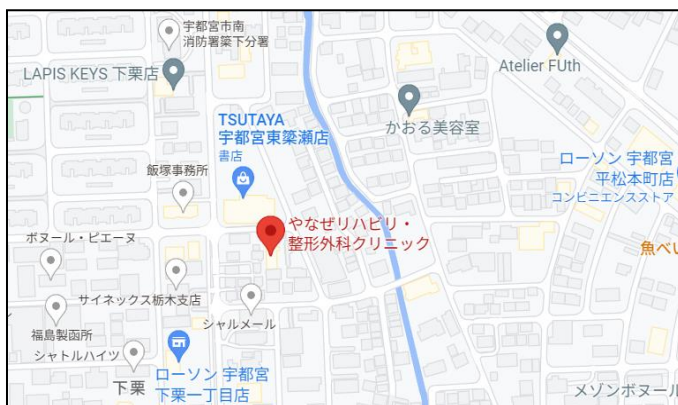 宇都宮市南
消防署簗下分署
LAPIS KEYS 下栗店
Atelier FUth
TSUTAYA
宇都宮東簗瀬店
書店
かおる美容室
飯塚事務所
ローソン 宇都宮
平松本町店
コンビニエンスストア
やなぜリハビリ・
整形外科クリニック
ボヌール・ピエーヌ
魚べい
サイネックス栃木支店
シャルメール
福島製凾所
シャトルハイツ
ローソン 宇都宮
下栗一丁目店
下栗
メゾンボヌール